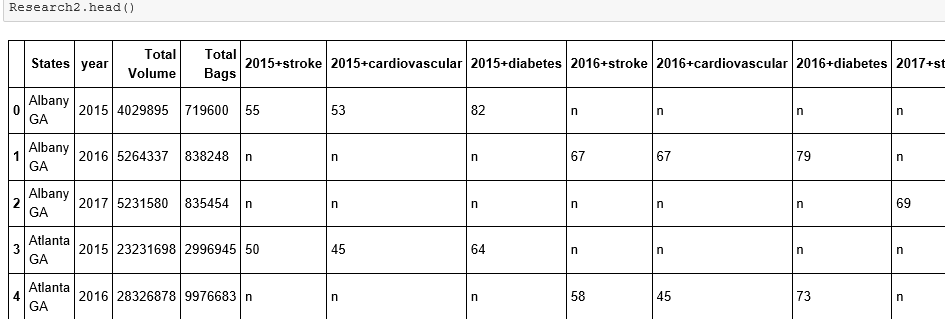 Research2.head()
States year Total Volume Total Bags 2015+stroke 2015+cardiovascular 2015+diabetes 2016+stroke 2016+cardiovascular 2016+diabetes 2017+st
0 Albany GA 2015 4029895 719600 55 53 82 n n n n
1 Albany GA 2016 5264337 838248 n n n 67 67 79 n
2 Albany GA 2017 5231580 835454 n n n n n n 69
3 Atlanta GA 2015 23231698 2996945 50 45 64 n n n n
4 Atlanta GA 2016 28326878 9976683 n n n 58 45 73 n